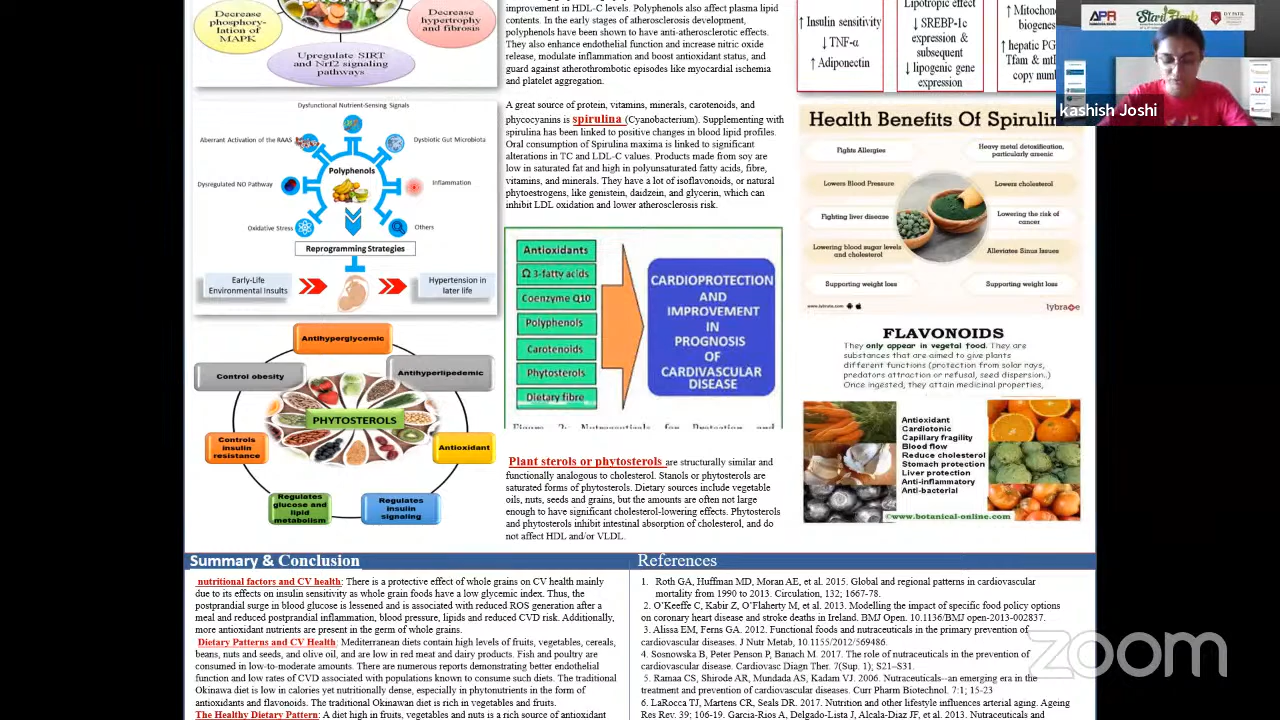 Decrease
phosphory-
lation of
MAPK
Decrease
hypertrophy
and fibrosis
Upregulate SIRT
and Nrf2 signaling
pathways
Dysfunctional Nutrient-Sensing Signals
Aberrant Activation of the RAAS
Dysbiotic Gut Microbiota
Polyphenols
Dysregulated NO Pathway
Inflammation
Oxidative Stress
Others
Reprogramming Strategies
Early-Life
Environmental Insults
Hypertension in
later life
Antihyperglycemic
Control obesity
Antihyperlipedemic
PHYTOSTEROLS
Controls
insulin
resistance
Antioxidant
Regulates
glucose and
lipid
metabolism
Regulates
insulin
signaling
improvement in HDL-C levels. Polyphenols also affect plasma lipid
contents. In the early stages of atherosclerosis development,
polyphenols have been shown to have anti-atherosclerotic effects.
They also enhance endothelial function and increase nitric oxide
release, modulate inflammation and boost antioxidant status, and
guard against atherothrombotic episodes like myocardial ischemia
and platelet aggregation.
A great source of protein, vitamins, minerals, carotenoids, and
phycocyanins is spirulina (Cyanobacterium). Supplementing with
spirulina has been linked to positive changes in blood lipid profiles.
Oral consumption of Spirulina maxima is linked to significant
alterations in TC and LDL-C values. Products made from soy are
low in saturated fat and high in polyunsaturated fatty acids, fibre,
vitamins, and minerals. They have a lot of isoflavonoids, or natural
phytoestrogens, like genistein, daidzein, and glycerin, which can
inhibit LDL oxidation and lower atherosclerosis risk.
Antioxidants
Ω 3-fatty acids
Coenzyme Q10
Polyphenols
Carotenoids
Phytosterols
Dietary fibre
CARDIOPROTECTION
AND
IMPROVEMENT
IN
PROGNOSIS
OF
CARDIVASCULAR
DISEASE
Plant sterols or phytosterols are structurally similar and
functionally analogous to cholesterol. Stanols or phytosterols are
saturated forms of phytosterols. Dietary sources include vegetable
oils, nuts, seeds and grains, but the amounts are often not large
enough to have significant cholesterol-lowering effects. Phytosterols
and phytosterols inhibit intestinal absorption of cholesterol, and do
not affect HDL and/or VLDL.
↑ Insulin sensitivity
↓ TNF-α
↑ Adiponectin
Lipotropic effect
↓ SREBP-1c
expression &
subsequent
↓ lipogenic gene
expression
↑ hepatic
Tfam &
copy
kashish Joshi
Health Benefits Of
Fights Allergies
Heavy metal detoxification,
particularly arsenic
Lowers Blood Pressure
Lowers cholesterol
Fighting liver disease
Lowering the risk of
cancer
Lowering blood sugar levels
and cholesterol
Alleviates Sinus Issues
Supporting weight loss
Supporting weight loss
www.lybrate.com
lybrate
FLAVONOIDS
They only appear in vegetal food. They are
substances that are aimed to give plants
different functions (protection from solar rays,
predators attraction or refusal, seed dispersion..)
Once ingested, they attain medicinal properties,
Antioxidant
Cardiotonic
Capillary fragility
Blood flow
Reduce cholesterol
Stomach protection
Liver protection
Anti-inflammatory
Anti-bacterial
©www.botanical-online.com
Summary & Conclusion
nutritional factors and CV health: There is a protective effect of whole grains on CV health mainly
due to its effects on insulin sensitivity as whole grain foods have a low glycemic index. Thus, the
postprandial surge in blood glucose is lessened and is associated with reduced ROS generation after a
meal and reduced postprandial inflammation, blood pressure, lipids and reduced CVD risk. Additionally,
more antioxidant nutrients are present in the germ of whole grains.
Dietary Patterns and CV Health: Mediterranean diets contain high levels of fruits, vegetables, cereals,
beans, nuts and seeds, and olive oil, and are low in red meat and dairy products. Fish and poultry are
consumed in low-to-moderate amounts. There are numerous reports demonstrating better endothelial
function and low rates of CVD associated with populations known to consume such diets. The traditional
Okinawa diet is low in calories yet nutritionally dense, especially in phytonutrients in the form of
antioxidants and flavonoids. The traditional Okinawan diet is rich in vegetables and fruits.
The Healthy Dietary Pattern: A diet high in fruits, vegetables and nuts is a rich source of antioxidant
References
1. Roth GA, Huffman MD, Moran AE, et al. 2015. Global and regional patterns in cardiovascular
mortality from 1990 to 2013. Circulation, 132; 1667-78.
2. O'Keeffe C, Kabir Z, O'Flaherty M, et al. 2013. Modelling the impact of specific food policy options
on coronary heart disease and stroke deaths in Ireland. BMJ Open. 10.1136/BMJ open-2013-002837.
3. Alissa EM, Ferns GA. 2012. Functional foods and nutraceuticals in the primary prevention of
cardiovascular diseases. J Nutr Metab, 10.1155/2012/569486.
4. Sosnowska B, Peter Penson P, Banach M. 2017. The role of nutraceuticals in the prevention of
cardiovascular disease. Cardiovasc Diagn Ther. 7(Sup. 1); S21–S31.
5. Ramaa CS, Shirode AR, Mundada AS, Kadam VJ. 2006. Nutraceuticals--an emerging era in the
treatment and prevention of cardiovascular diseases. Curr Pharm Biotechnol. 7:1; 15-23
6. LaRocca TJ, Martens CR, Seals DR. 2017. Nutrition and other lifestyle influences arterial aging. Ageing
Res Rev. 39; 106-19. Garcia-Rios A, Delgado-Lista J, Alcala-Diaz JF, et al. 2013. Nutraceuticals and
zoom